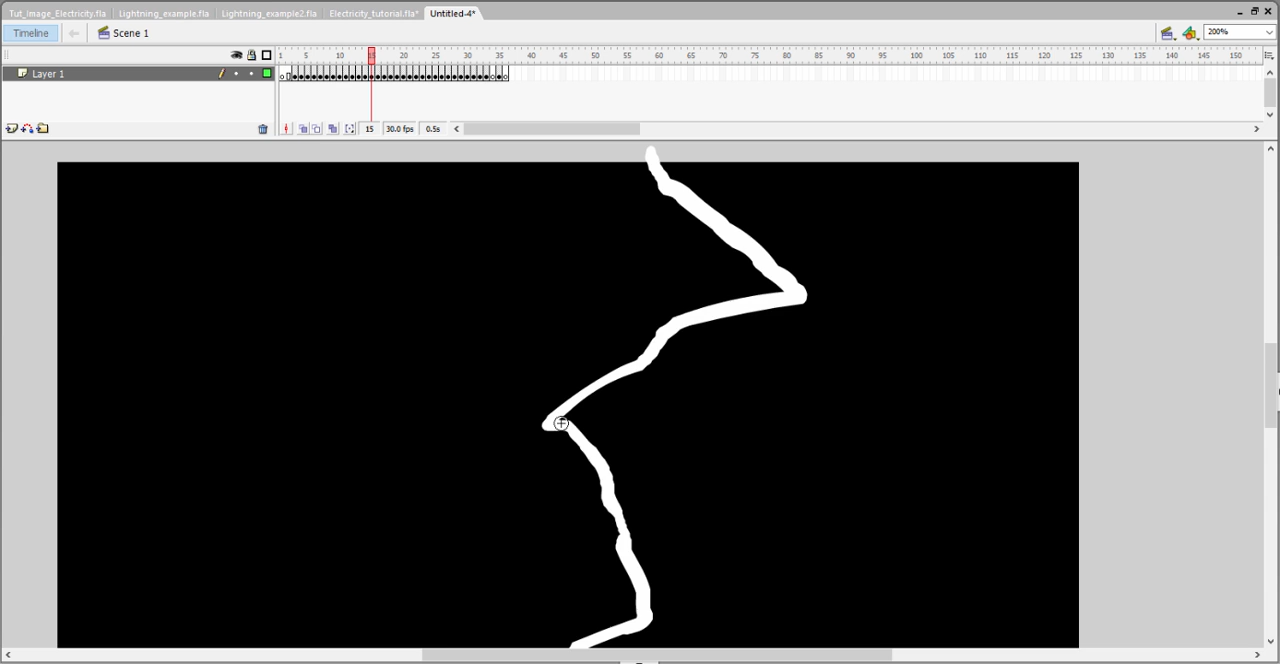 Tut_Image_Electricity.fla Lightning_example.fla Lightning_example2.fla Electricity_tutorial.fla* Untitled-4*
Timeline Scene 1 200%
1 5 10 15 20 25 30 35 40 45 50 55 60 65 70 75 80 85 90 95 100 105 110 115 120 125 130 135 140 145 150
Layer 1
15 30.0 fps 0.5s